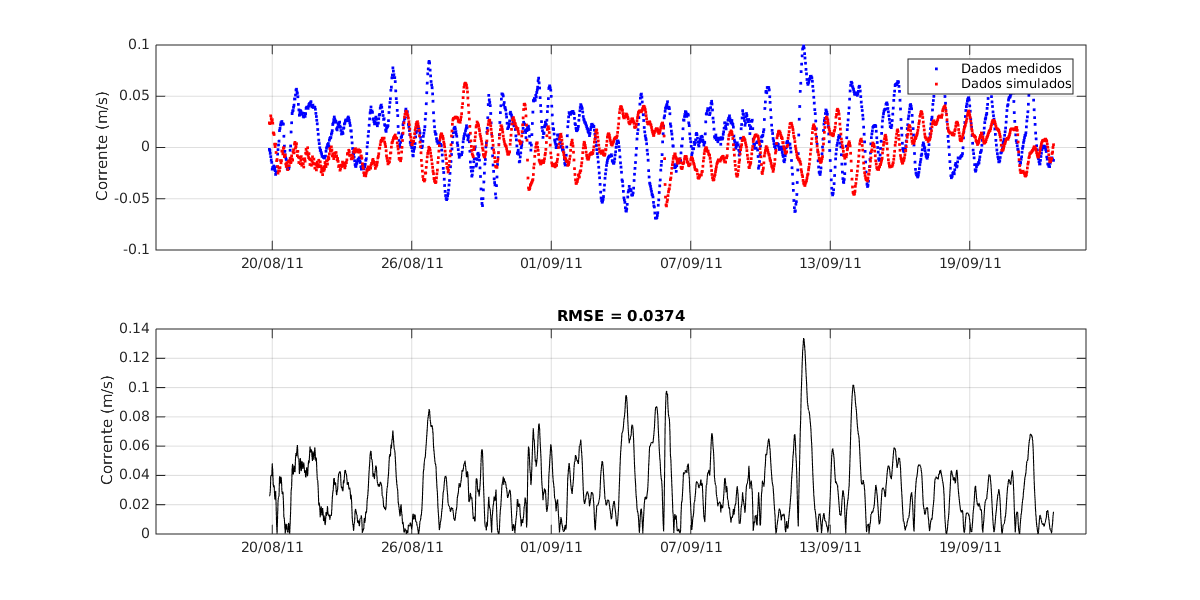 0.1
0.05
0
-0.05
-0.1
Corrente (m/s)
Dados medidos
Dados simulados
20/08/11 26/08/11 01/09/11 07/09/11 13/09/11 19/09/11
RMSE = 0.0374
0.14
0.12
0.1
0.08
0.06
0.04
0.02
0
Corrente (m/s)
20/08/11 26/08/11 01/09/11 07/09/11 13/09/11 19/09/11